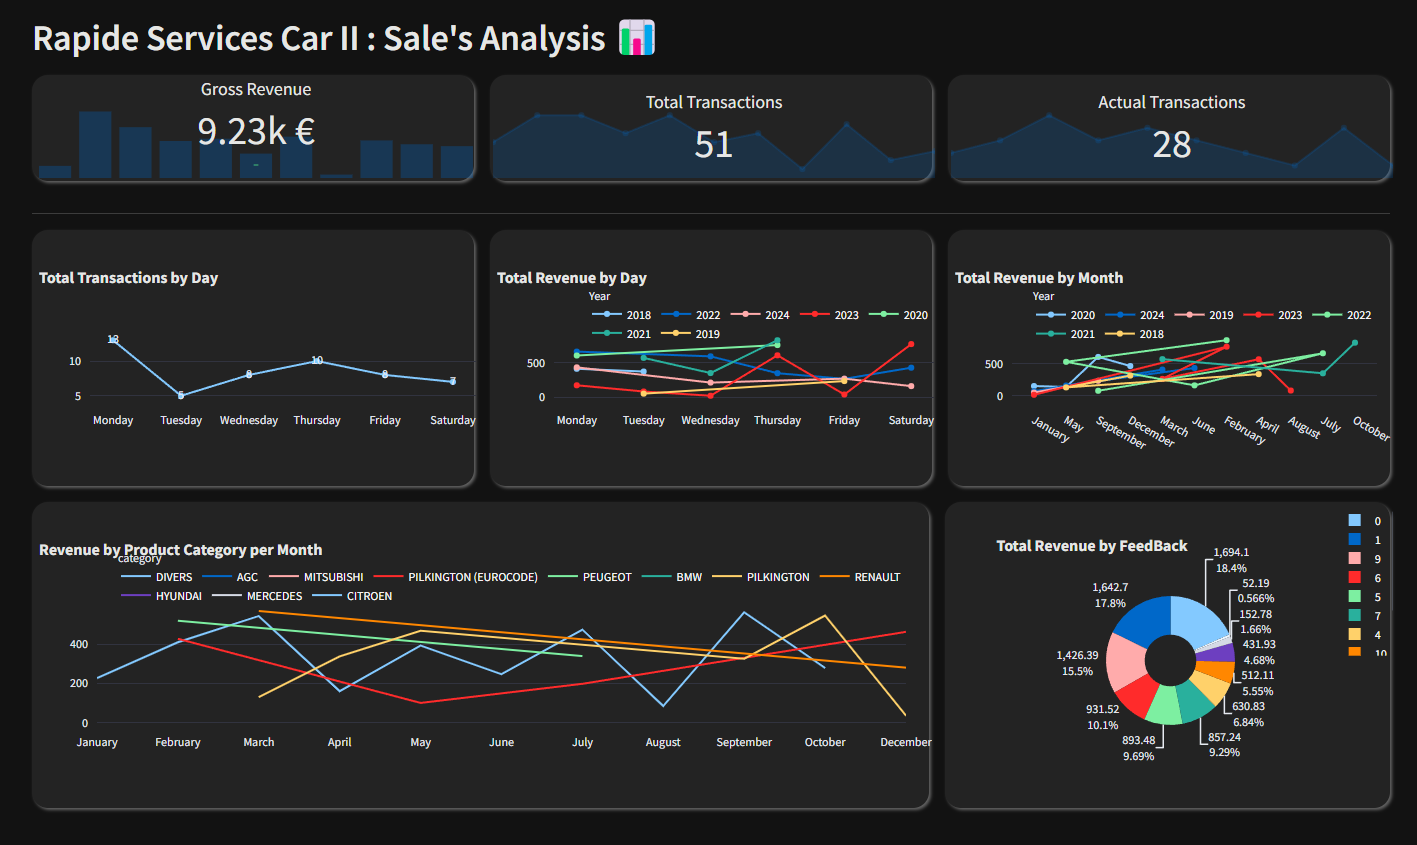 Rapide Services Car II : Sale's Analysis
Gross Revenue
9.23k €
-
Total Transactions
51
Actual Transactions
28
Total Transactions by Day
13
5
8
10
8
7
10
5
Monday Tuesday Wednesday Thursday Friday Saturday
Total Revenue by Day
Year
2018 2022 2024 2023 2020
2021 2019
500
0
Monday Tuesday Wednesday Thursday Friday Saturday
Total Revenue by Month
Year
2020 2024 2019 2023 2022
2021 2018
500
0
January May September December March June February April August July October
Revenue by Product Category per Month
category
DIVERS AGC MITSUBISHI PILKINGTON (EUROCODE) PEUGEOT BMW PILKINGTON RENAULT
HYUNDAI MERCEDES CITROEN
400
200
0
January February March April May June July August September October December
Total Revenue by FeedBack
1,694.1
18.4%
52.19
0.566%
152.78
1.66%
431.93
4.68%
512.11
5.55%
630.83
6.84%
857.24
9.29%
893.48
9.69%
931.52
10.1%
1,426.39
15.5%
1,642.7
17.8%
0
1
9
6
5
7
4
10